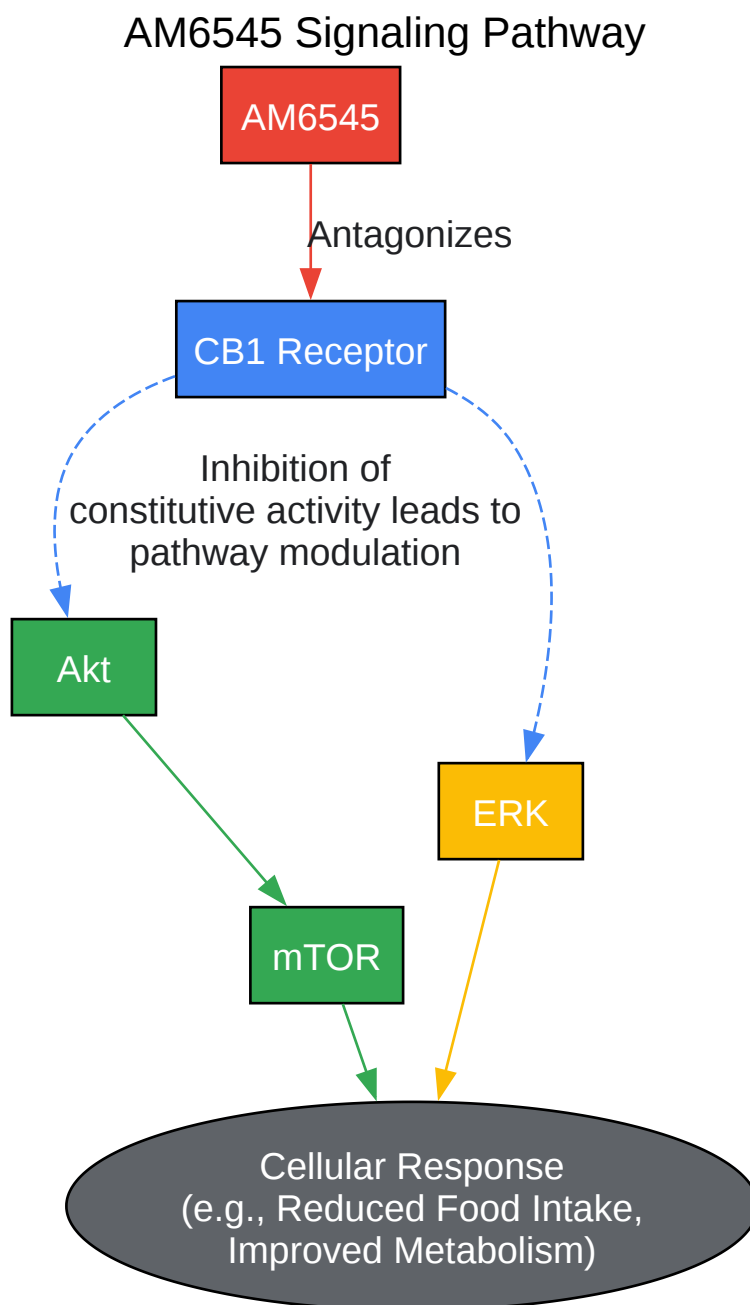 AM6545 Signaling Pathway
AM6545
Antagonizes
CB1 Receptor
Inhibition of
constitutive activity leads to
pathway modulation
Akt
ERK
mTOR
Cellular Response
(e.g., Reduced Food Intake,
Improved Metabolism)